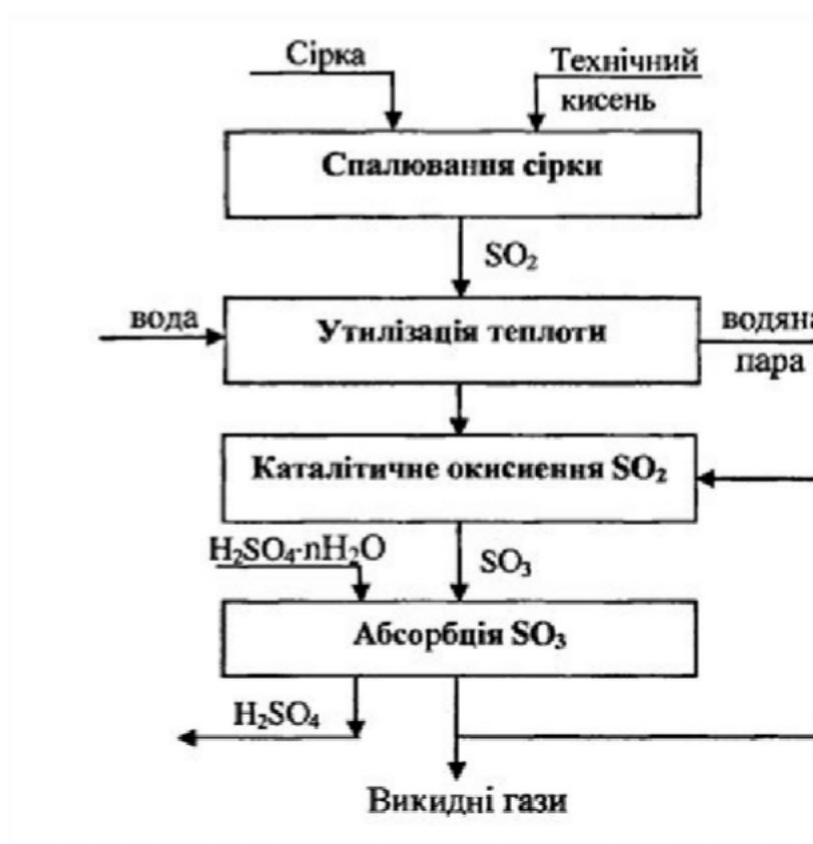 Сірка
Технічний
кисень
Спалювання сірки
SO₂
вода
Утилізація теплоти
водяна
пара
Каталітичне окиснення SO₂
H₂SO₄·nH₂O
SO₃
Абсорбція SO₃
H₂SO₄
Викидні гази